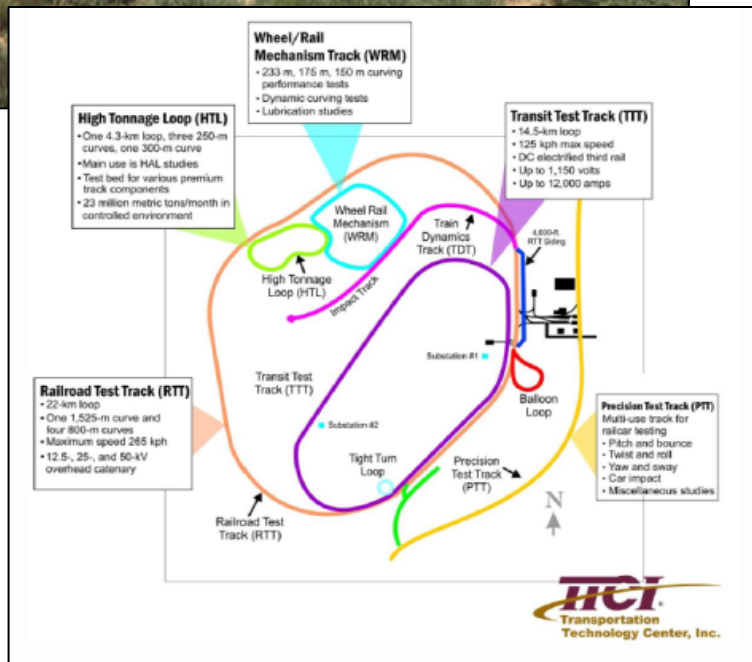 Wheel/Rail
Mechanism Track (WRM)
• 233 m, 175 m, 150 m curving
performance tests
• Dynamic curving tests
• Lubrication studies
High Tonnage Loop (HTL)
• One 4.3-km loop, three 250-m
curves, one 300-m curve
• Main use is HAL studies
• Test bed for various premium
track components
• 23 million metric tons/month in
controlled environment
Transit Test Track (TTT)
• 14.5-km loop
• 125 kph max speed
• DC electrified third rail
• Up to 1,150 volts
• Up to 12,000 amps
Wheel Rail
Mechanism
(WRM)
Train
Dynamics
Track (TDT)
4,000-ft.
RTT Siding
High Tonnage
Loop (HTL)
Impact Track
Substation #1
Transit Test Track
(TTT)
Balloon
Loop
Railroad Test Track (RTT)
• 22-km loop
• One 1,525-m curve and
four 800-m curves
• Maximum speed 265 kph
• 12.5-, 25-, and 50-kV
overhead catenary
Substation #2
Precision Test Track (PTT)
Multi-use track for
railcar testing
• Pitch and bounce
• Twist and roll
• Yaw and sway
• Car impact
• Miscellaneous studies
Tight Turn
Loop
Precision
Test Track
(PTT)
N
Railroad Test
Track (RTT)
TTCI
Transportation
Technology Center, Inc.